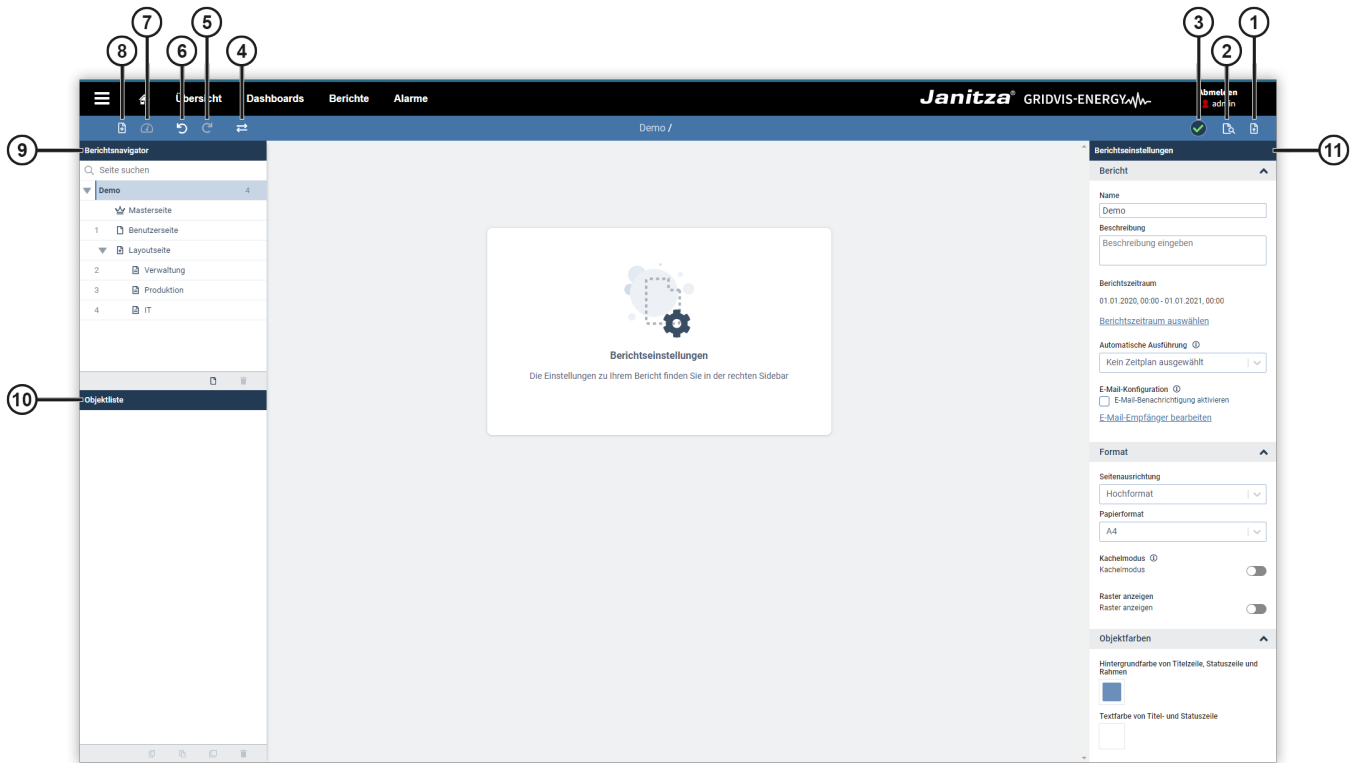 7
5
3
1
8
6
4
2
Übersicht
Dashboards
Berichte
Alarme
Janitza® GRIDVIS-ENERGY
Abmelden
admin
Demo /
9
Berichtsnavigator
Seite suchen
Demo 4
Masterseite
1 Benutzerseite
Layoutseite
2 Verwaltung
3 Produktion
4 IT
10
Objektliste
Berichtseinstellungen
Die Einstellungen zu Ihrem Bericht finden Sie in der rechten Sidebar
11
Berichtseinstellungen
Bericht
Name
Demo
Beschreibung
Beschreibung eingeben
Berichtszeitraum
01.01.2020, 00:00 - 01.01.2021, 00:00
Berichtszeitraum auswählen
Automatische Ausführung
Kein Zeitplan ausgewählt
E-Mail-Konfiguration
E-Mail-Benachrichtigung aktivieren
E-Mail-Empfänger bearbeiten
Format
Seitenausrichtung
Hochformat
Papierformat
A4
Kachelmodus
Kachelmodus
Raster anzeigen
Raster anzeigen
Objektfarben
Hintergrundfarbe von Titelzeile, Statuszeile und
Rahmen
Textfarbe von Titel- und Statuszeile